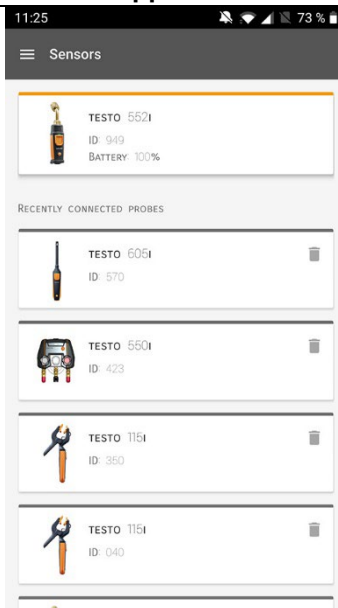 11:25 73 %
Sensors
TESTO 552I
ID: 949
BATTERY: 100%
RECENTLY CONNECTED PROBES
TESTO 605I
ID: 570
TESTO 550I
ID: 423
TESTO 115I
ID: 350
TESTO 115I
ID: 040